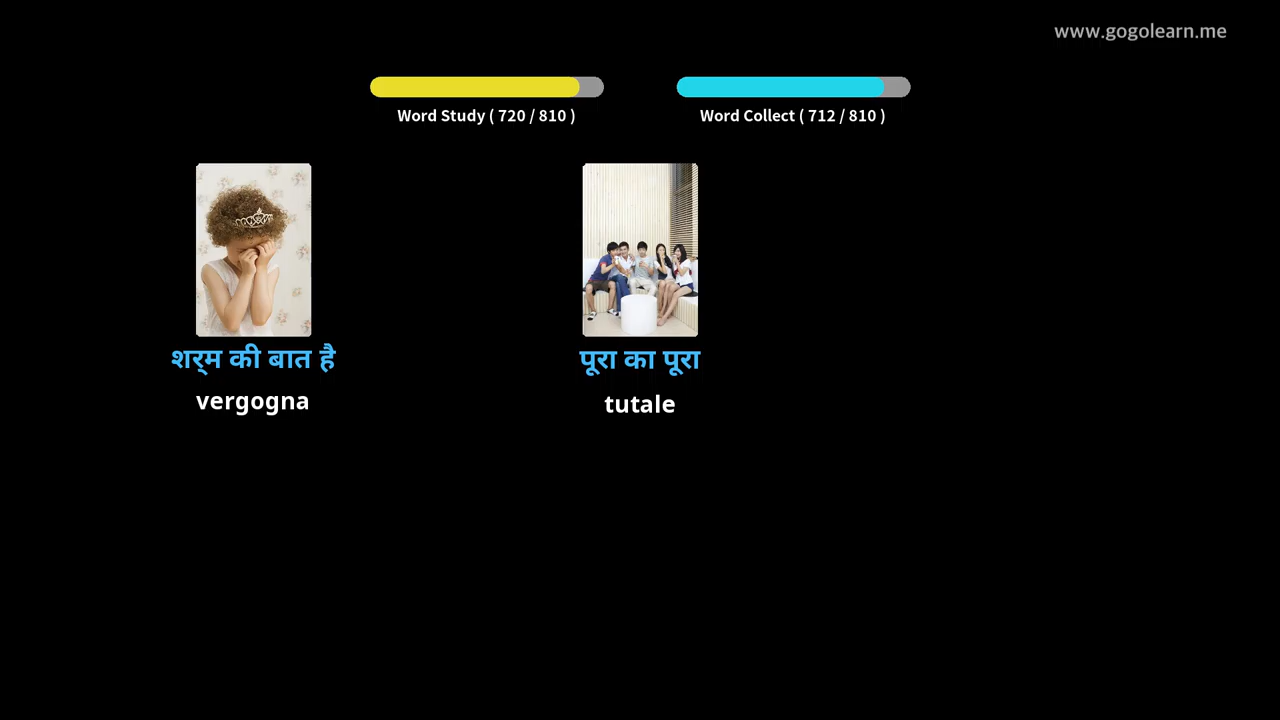 www.gogolearn.me
Word Study ( 720 / 810 )
Word Collect ( 712 / 810 )
शर्म की बात है
vergogna
पूरा का पूरा
tutale